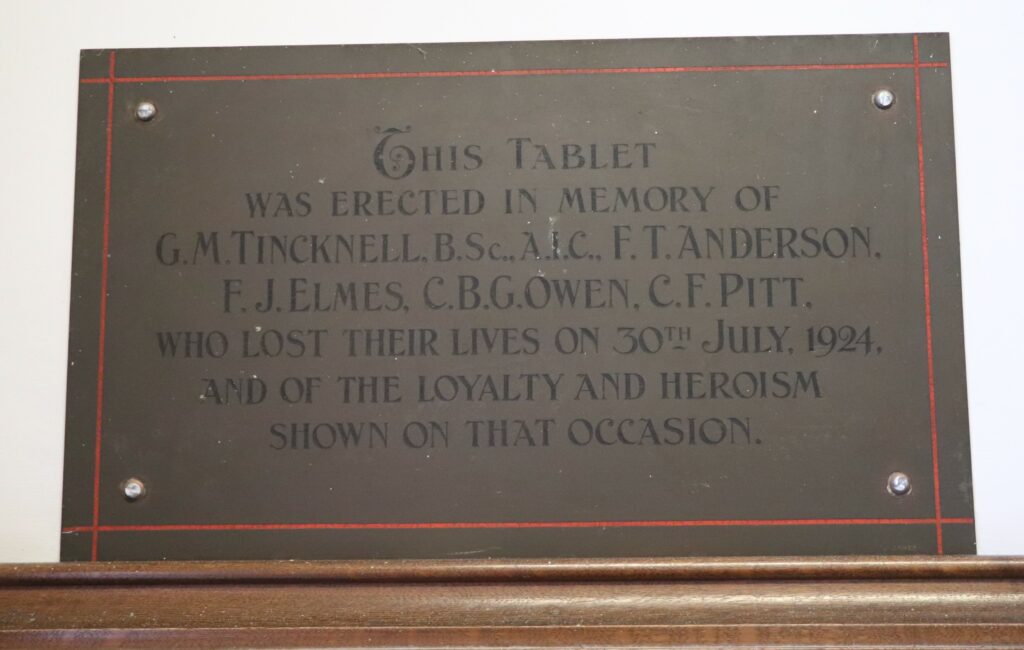 This Tablet
was erected in memory of
G.M. Tincknell, B.Sc., A.I.C., F.T. Anderson,
F.J. Elmes, C.B.G. Owen, C.F. Pitt,
who lost their lives on 30th July, 1924,
and of the loyalty and heroism
shown on that occasion.